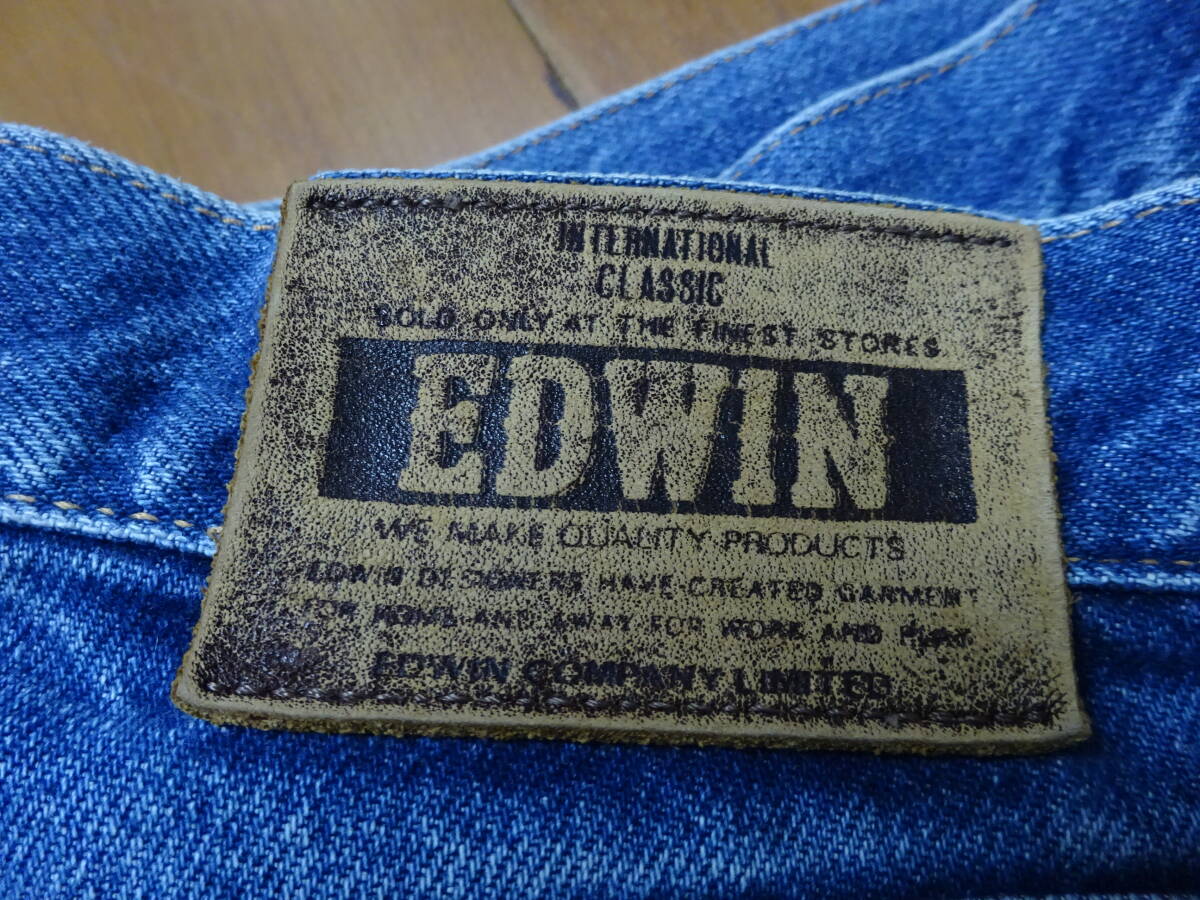 INTERNATIONAL
CLASSIC
SOLD ONLY AT THE FINEST STORES
EDWIN
WE MAKE QUALITY PRODUCTS
EDWIN DESIGNERS HAVE CREATED GARMENT
FOR HOME AND AWAY FOR WORK AND PLAY
EDWIN COMPANY LIMITED